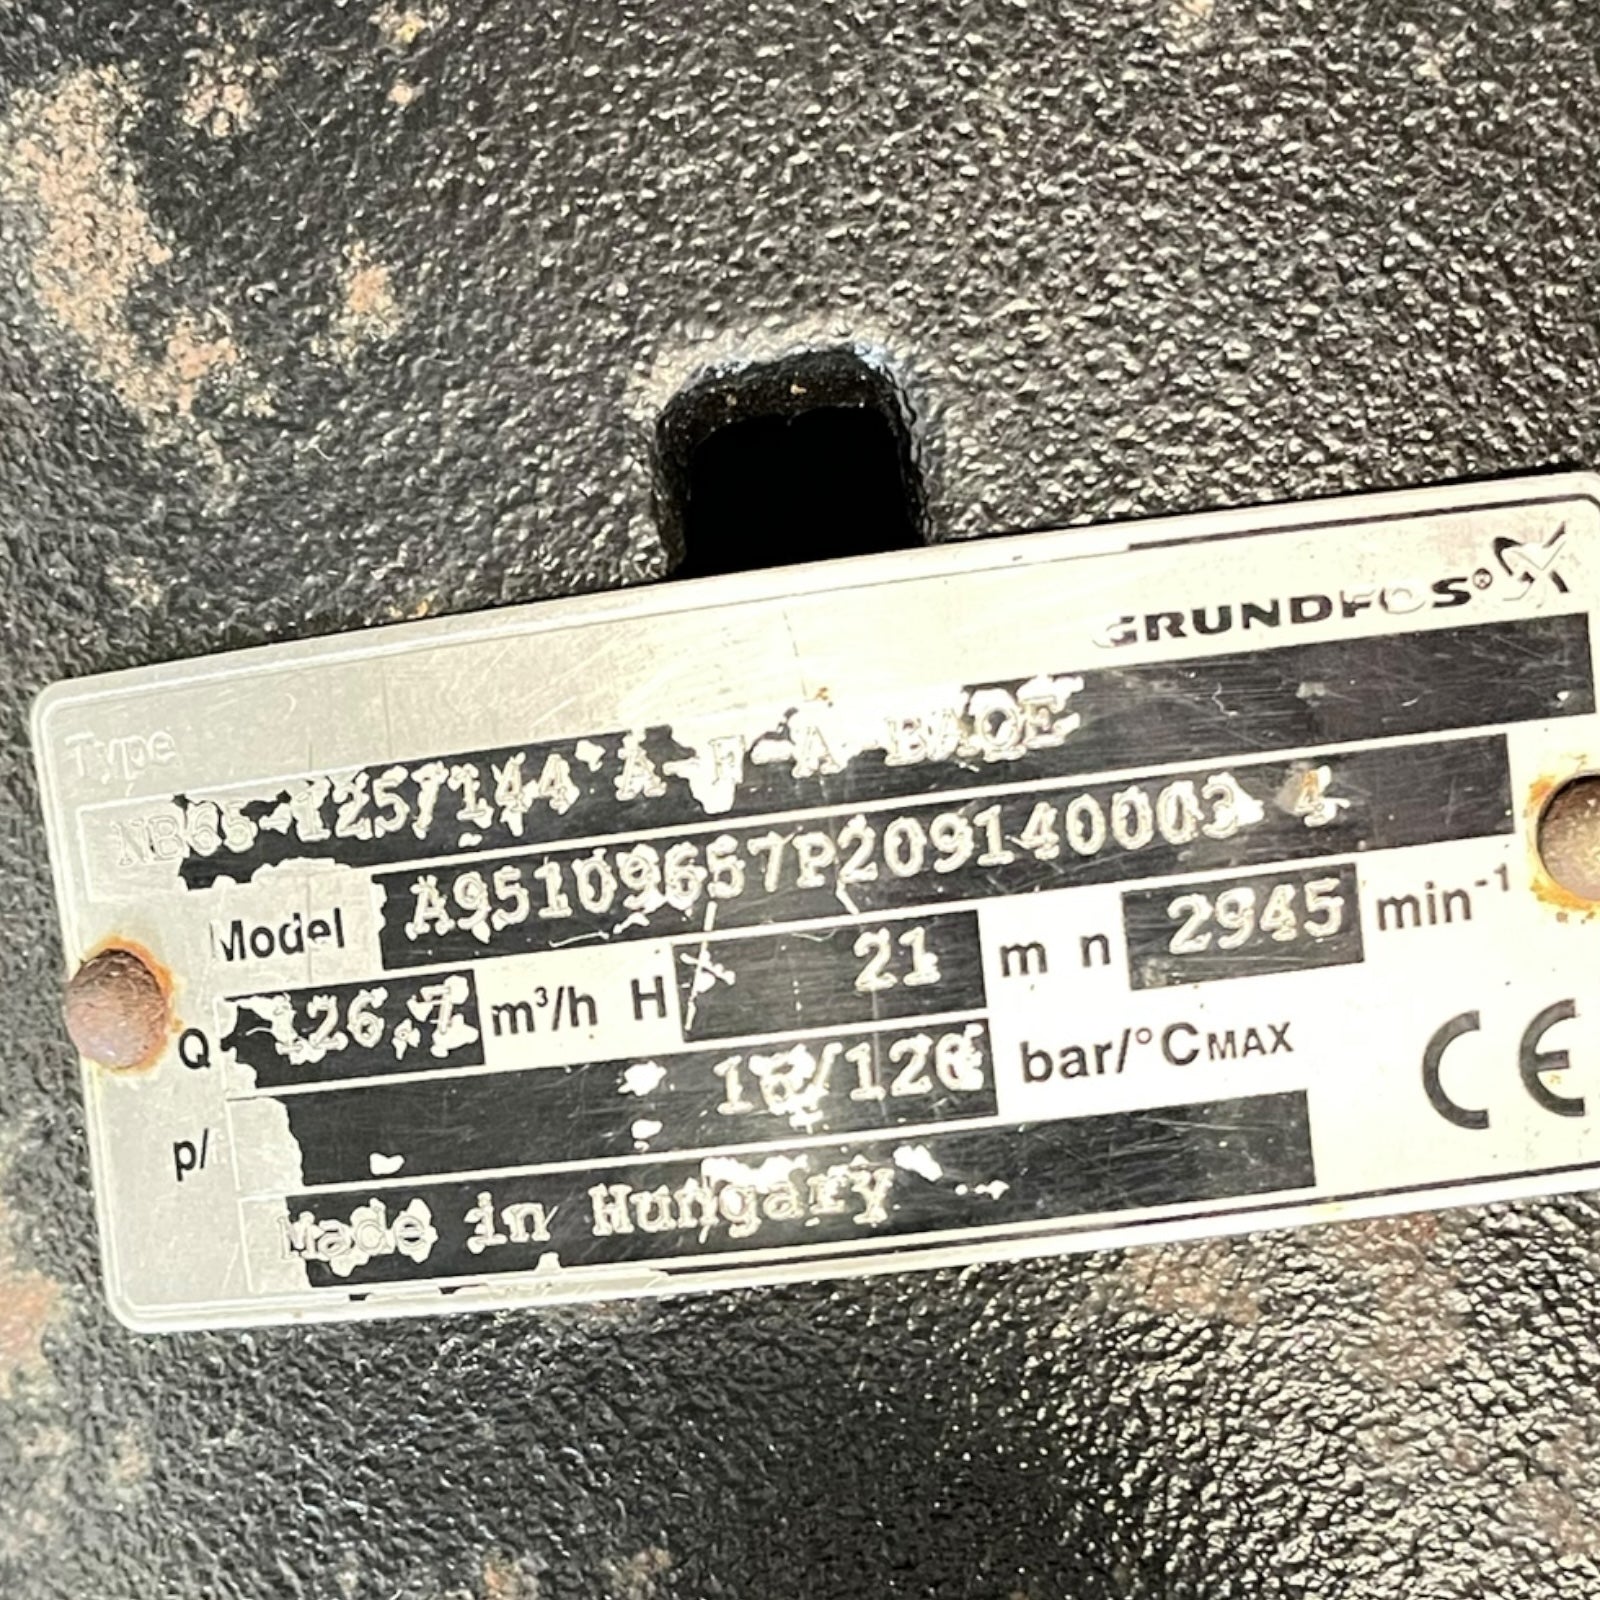 GRUNDFOS®
Type
NB65-125/144 A-F-A-BAQE
Model A95109657P209140003 4
Q 126.7 m³/h H 21 m n 2945 min⁻¹
p/ 16/120 bar/°CMAX
Made in Hungary
CE